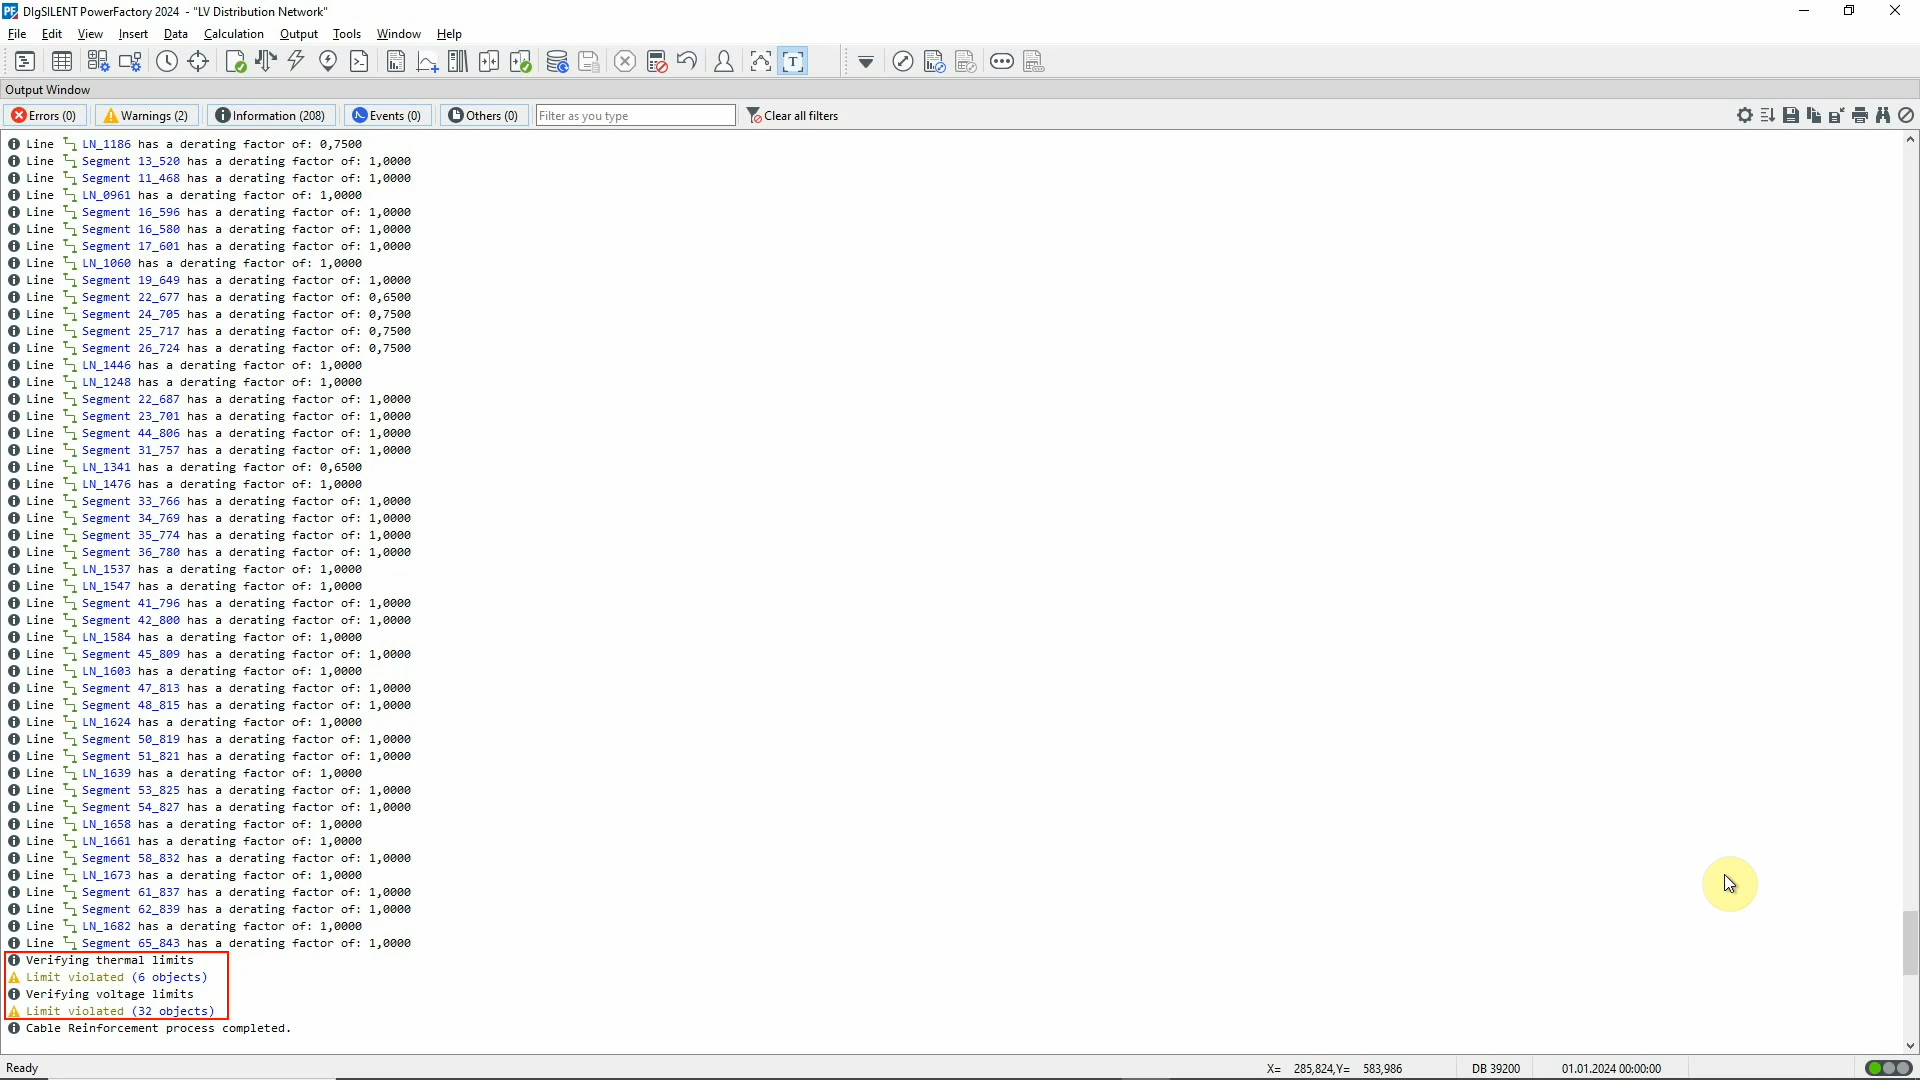 DIgSILENT PowerFactory 2024 - "LV Distribution Network"
File Edit View Insert Data Calculation Output Tools Window Help
Output Window
Errors (0) Warnings (2) Information (208) Events (0) Others (0) Filter as you type Clear all filters
Line LN_1186 has a derating factor of: 0,7500
Line Segment 13_520 has a derating factor of: 1,0000
Line Segment 11_468 has a derating factor of: 1,0000
Line LN_0961 has a derating factor of: 1,0000
Line Segment 16_596 has a derating factor of: 1,0000
Line Segment 16_580 has a derating factor of: 1,0000
Line Segment 17_601 has a derating factor of: 1,0000
Line LN_1060 has a derating factor of: 1,0000
Line Segment 19_649 has a derating factor of: 1,0000
Line Segment 22_677 has a derating factor of: 0,6500
Line Segment 24_705 has a derating factor of: 0,7500
Line Segment 25_717 has a derating factor of: 0,7500
Line Segment 26_724 has a derating factor of: 0,7500
Line LN_1446 has a derating factor of: 1,0000
Line LN_1248 has a derating factor of: 1,0000
Line Segment 22_687 has a derating factor of: 1,0000
Line Segment 23_701 has a derating factor of: 1,0000
Line Segment 44_806 has a derating factor of: 1,0000
Line Segment 31_757 has a derating factor of: 1,0000
Line LN_1341 has a derating factor of: 0,6500
Line LN_1476 has a derating factor of: 1,0000
Line Segment 33_766 has a derating factor of: 1,0000
Line Segment 34_769 has a derating factor of: 1,0000
Line Segment 35_774 has a derating factor of: 1,0000
Line Segment 36_780 has a derating factor of: 1,0000
Line LN_1537 has a derating factor of: 1,0000
Line LN_1547 has a derating factor of: 1,0000
Line Segment 41_796 has a derating factor of: 1,0000
Line Segment 42_800 has a derating factor of: 1,0000
Line LN_1584 has a derating factor of: 1,0000
Line Segment 45_809 has a derating factor of: 1,0000
Line LN_1603 has a derating factor of: 1,0000
Line Segment 47_813 has a derating factor of: 1,0000
Line Segment 48_815 has a derating factor of: 1,0000
Line LN_1624 has a derating factor of: 1,0000
Line Segment 50_819 has a derating factor of: 1,0000
Line Segment 51_821 has a derating factor of: 1,0000
Line LN_1639 has a derating factor of: 1,0000
Line Segment 53_825 has a derating factor of: 1,0000
Line Segment 54_827 has a derating factor of: 1,0000
Line LN_1658 has a derating factor of: 1,0000
Line LN_1661 has a derating factor of: 1,0000
Line Segment 58_832 has a derating factor of: 1,0000
Line LN_1673 has a derating factor of: 1,0000
Line Segment 61_837 has a derating factor of: 1,0000
Line Segment 62_839 has a derating factor of: 1,0000
Line LN_1682 has a derating factor of: 1,0000
Line Segment 65_843 has a derating factor of: 1,0000
Verifying thermal limits
Limit violated (6 objects)
Verifying voltage limits
Limit violated (32 objects)
Cable Reinforcement process completed.
Ready X= 285,824,Y= 583,986 DB 39200 01.01.2024 00:00:00